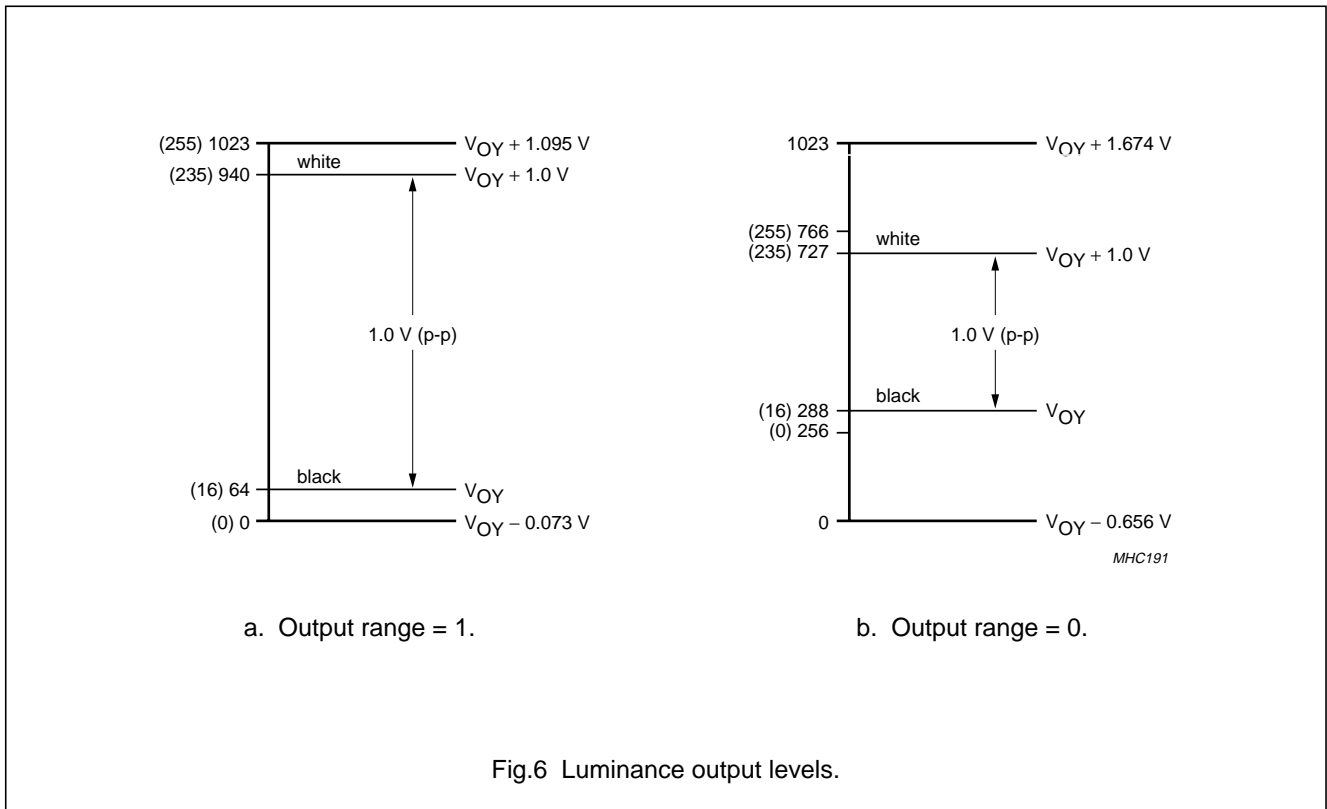 (255) 1023
V_OY + 1.095 V
white
(235) 940
V_OY + 1.0 V
1.0 V (p-p)
black
(16) 64
V_OY
(0) 0
V_OY − 0.073 V
a. Output range = 1.
1023
V_OY + 1.674 V
(255) 766
white
(235) 727
V_OY + 1.0 V
1.0 V (p-p)
black
(16) 288
V_OY
(0) 256
0
V_OY − 0.656 V
MHC191
b. Output range = 0.
Fig.6 Luminance output levels.